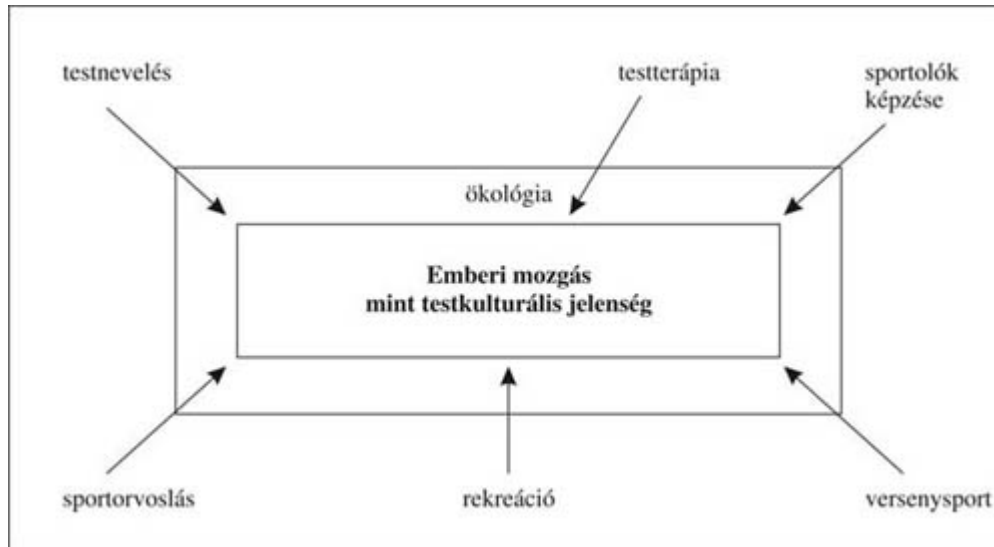 testnevelés
testterápia
sportolók
képzése
ökológia
Emberi mozgás
mint testkulturális jelenség
sportorvoslás
rekreáció
versenysport